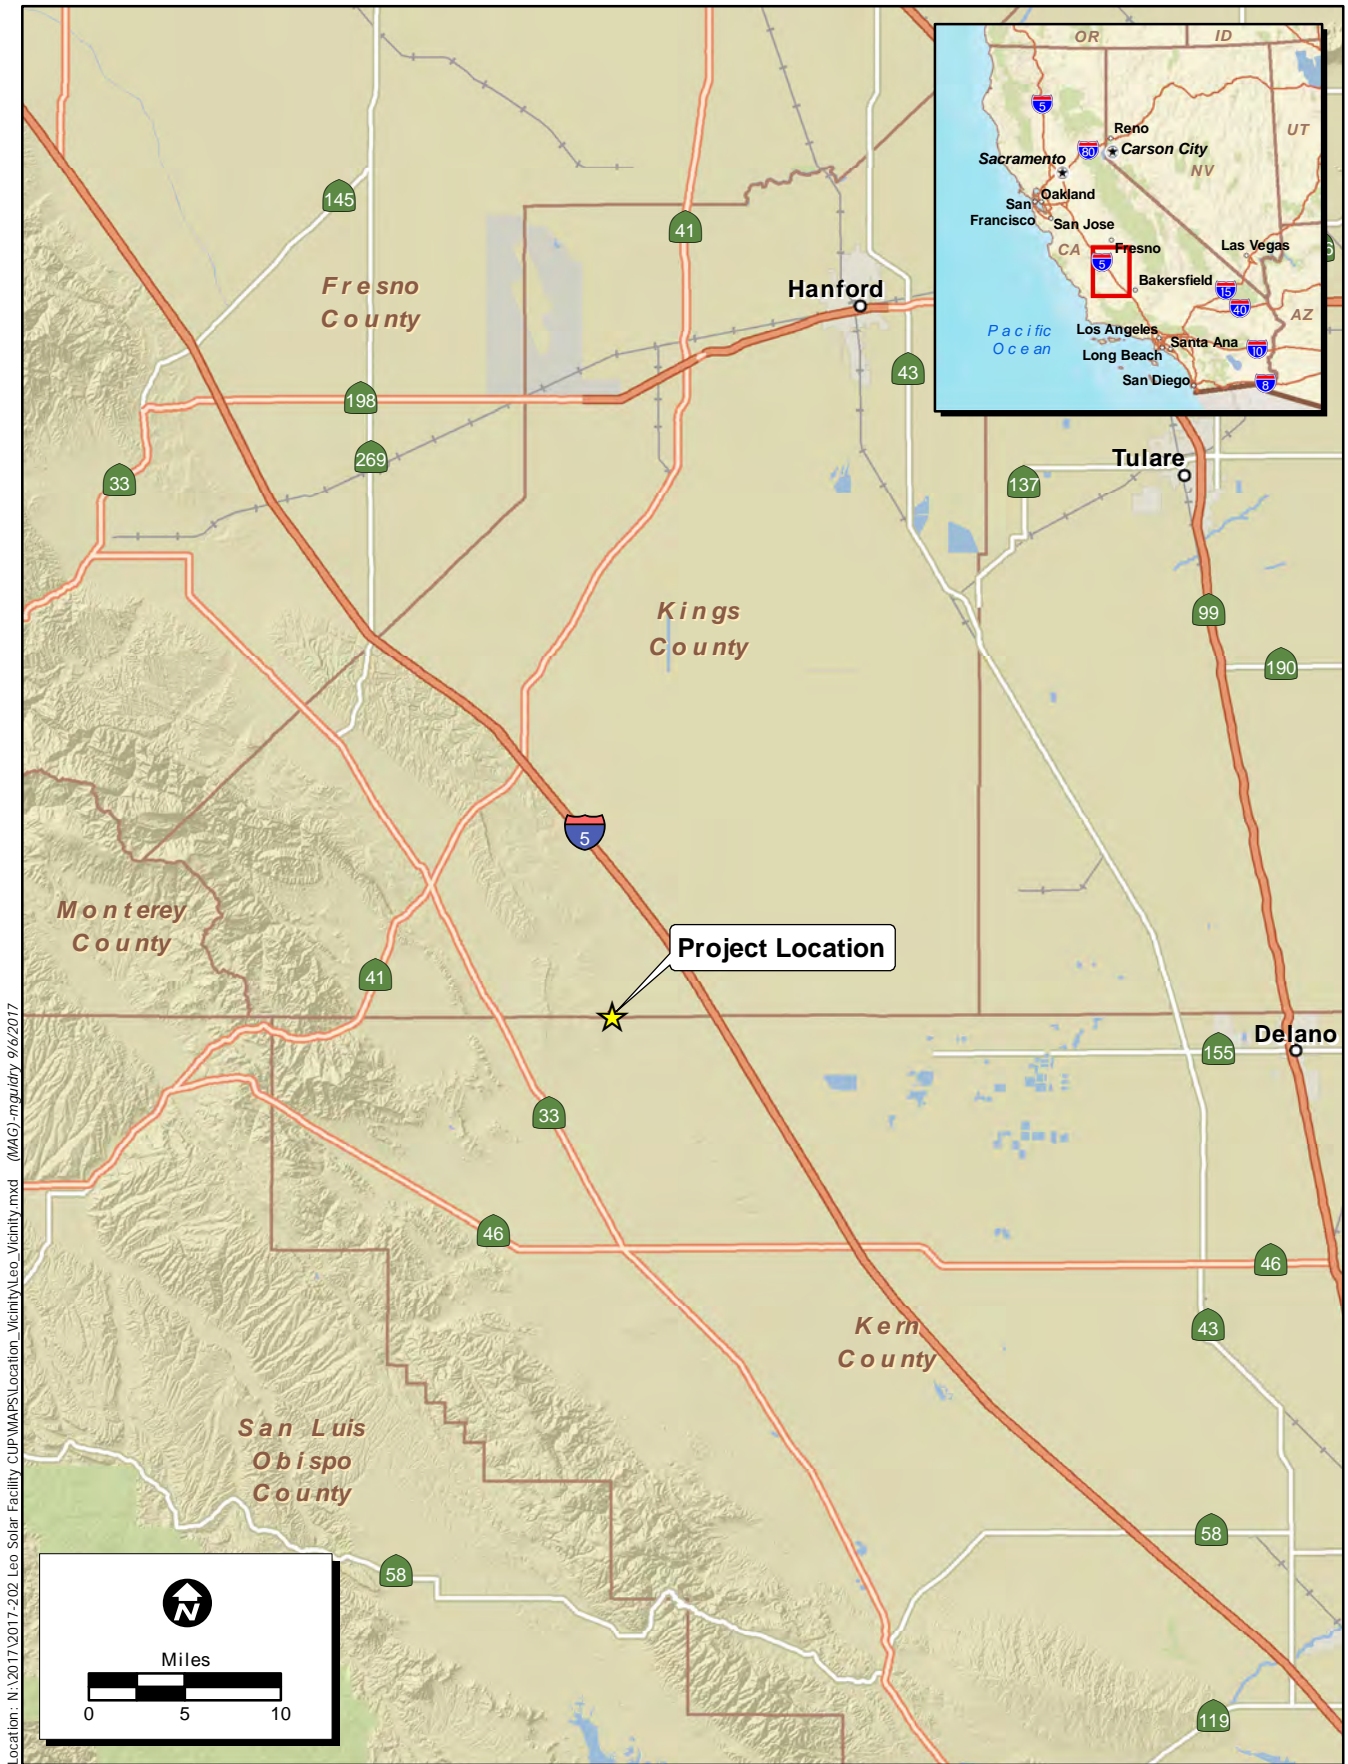 OR
ID
5
Reno
80
Carson City
UT
Sacramento
NV
Oakland
San
Francisco
San Jose
CA
Fresno
Las Vegas
5
Bakersfield
15
40
AZ
Pacific
Ocean
Los Angeles
Santa Ana
Long Beach
10
San Diego
8
145
41
Fresno
County
Hanford
43
198
269
33
Tulare
137
99
Kings
County
190
5
Monterey
County
Project Location
41
Delano
155
33
46
46
Kern
County
43
San Luis
Obispo
County
58
58
N
Miles
0 5 10
119
Location: N:\2017\2017-202 Leo Solar Facility CUP\MAPS\Location_Vicinity\Leo_Vicinity.mxd (MAG)-mguidry 9/6/2017